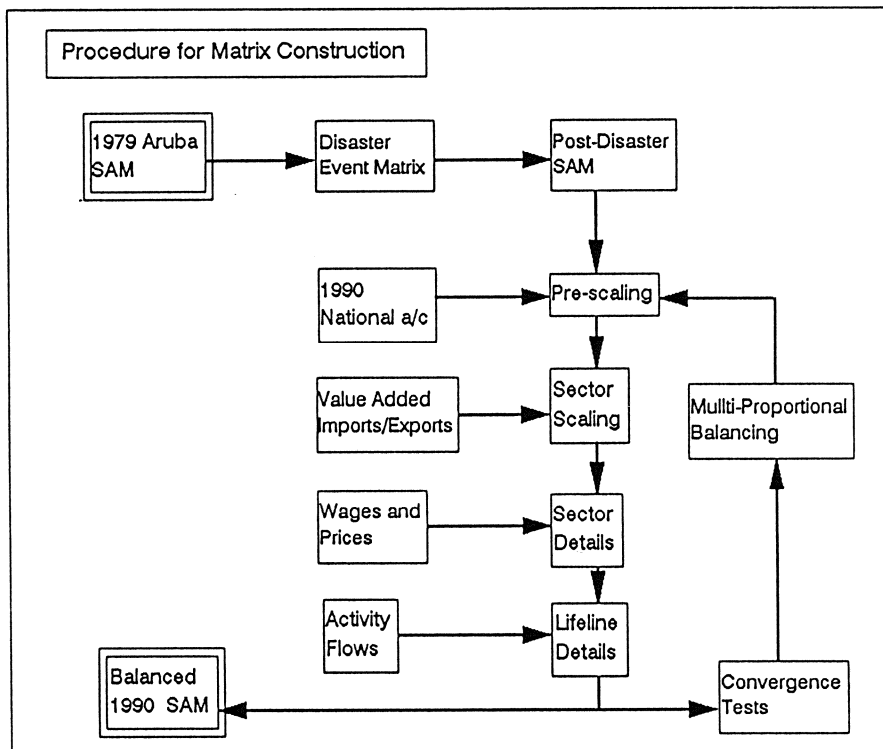 Procedure for Matrix Construction
1979 Aruba
SAM
Disaster
Event Matrix
Post-Disaster
SAM
1990
National a/c
Pre-scaling
Value Added
Imports/Exports
Sector
Scaling
Mullti-Proportional
Balancing
Wages and
Prices
Sector
Details
Activity
Flows
Lifeline
Details
Balanced
1990 SAM
Convergence
Tests